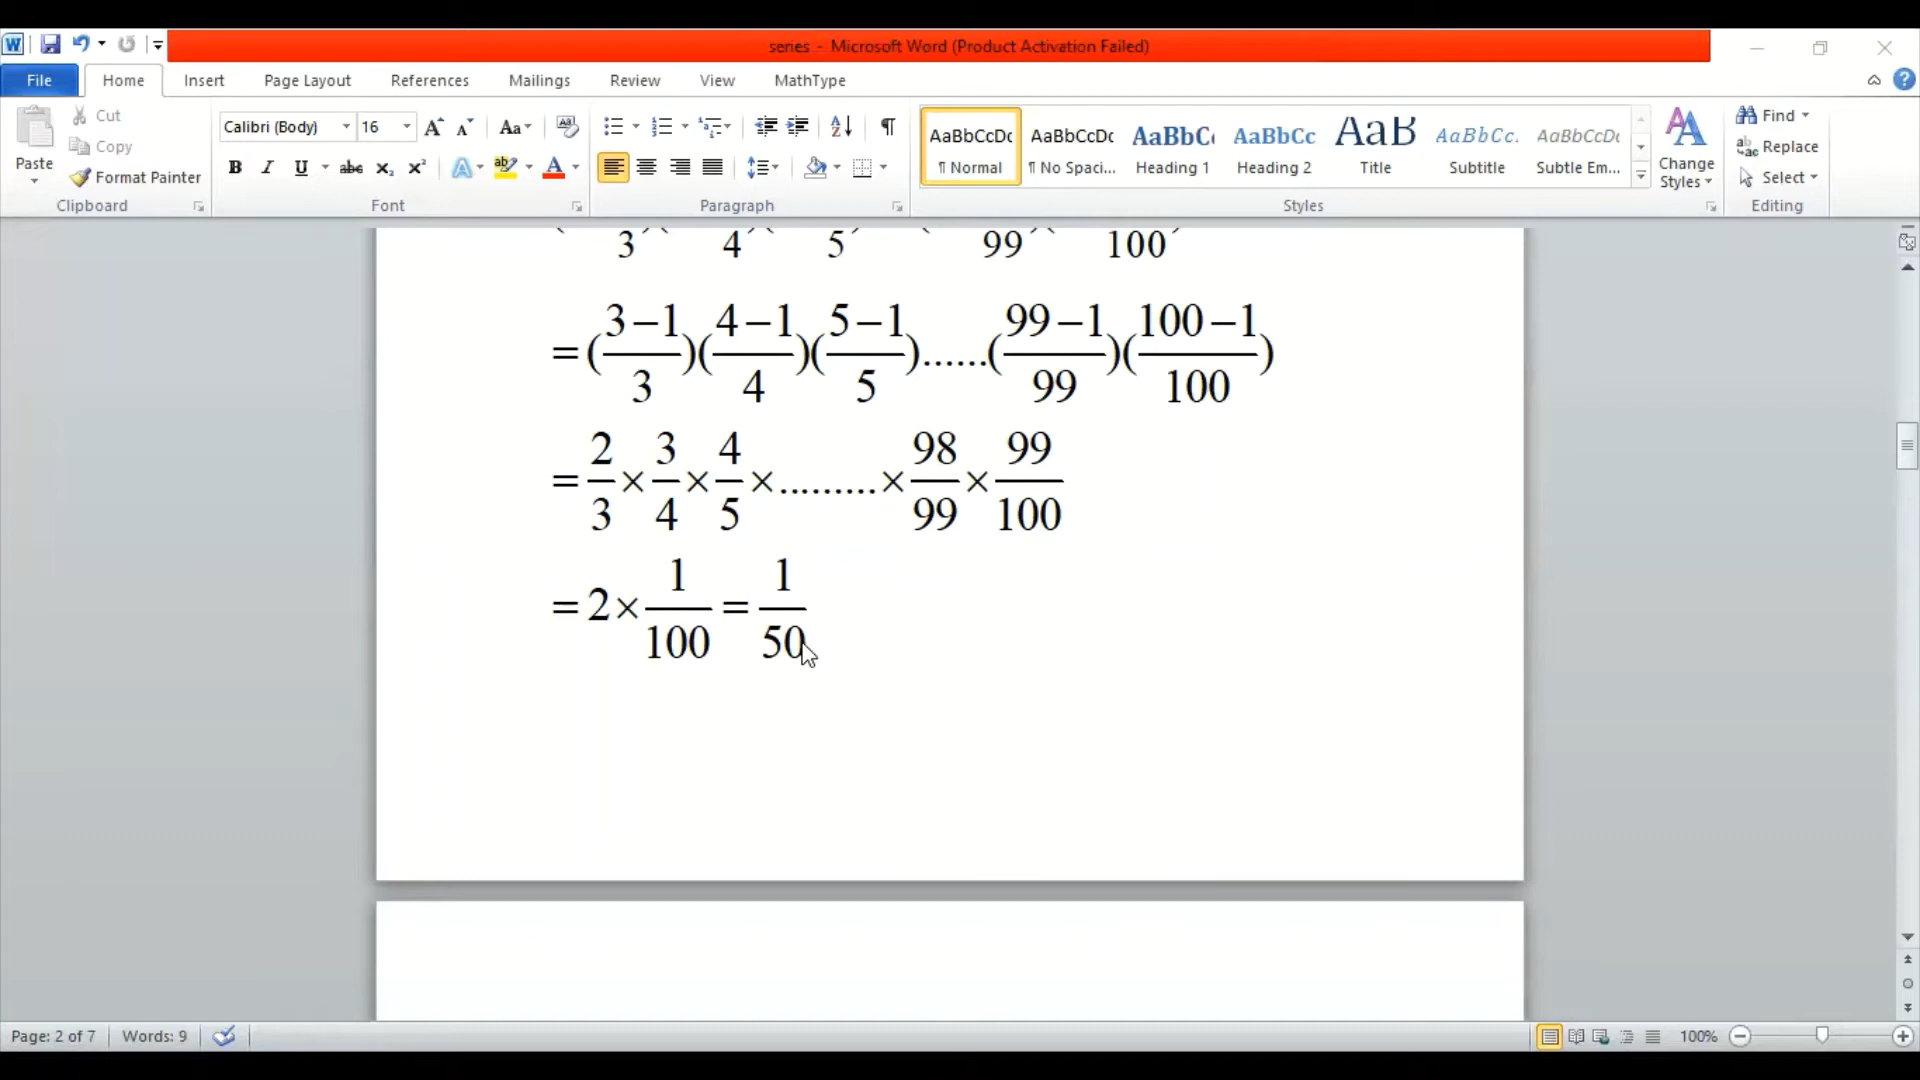 series - Microsoft Word (Product Activation Failed)
File Home Insert Page Layout References Mailings Review View MathType
Paste
Cut
Copy
Format Painter
Clipboard
Calibri (Body) 16
Font
Paragraph
AaBbCcDc AaBbCcDc AaBbC AaBbCc AaB AaBbCc. AaBbCcDc
¶ Normal ¶ No Spaci... Heading 1 Heading 2 Title Subtitle Subtle Em...
Styles
Change Styles
Find
Replace
Select
Editing
3 4 5 99 100
=((3−1)/3)((4−1)/4)((5−1)/5)......((99−1)/99)((100−1)/100)
=2/3×3/4×4/5×.........×98/99×99/100
=2×1/100=1/50
Page: 2 of 7 Words: 9 100%